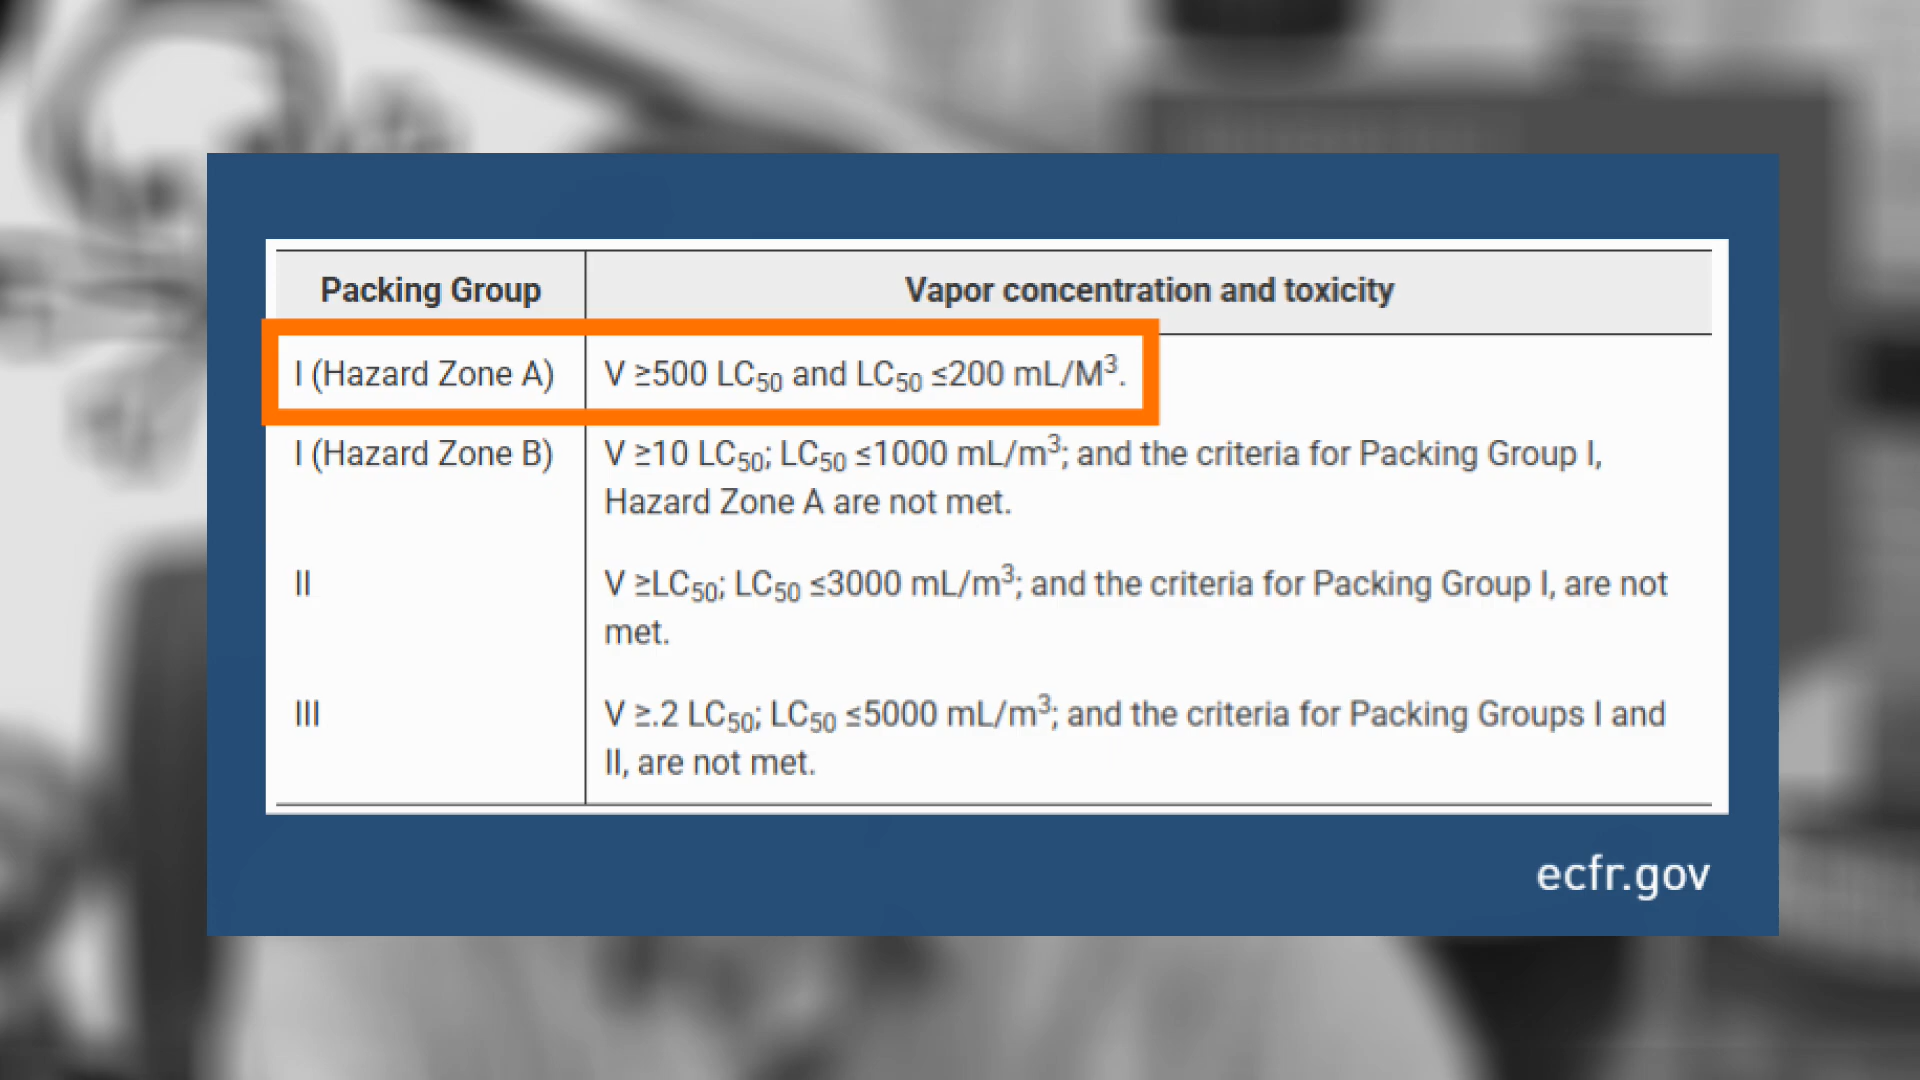 Packing Group Vapor concentration and toxicity
I (Hazard Zone A) V ≥500 LC₅₀ and LC₅₀ ≤200 mL/M³.
I (Hazard Zone B) V ≥10 LC₅₀; LC₅₀ ≤1000 mL/m³; and the criteria for Packing Group I,
Hazard Zone A are not met.
II V ≥LC₅₀; LC₅₀ ≤3000 mL/m³; and the criteria for Packing Group I, are not
met.
III V ≥.2 LC₅₀; LC₅₀ ≤5000 mL/m³; and the criteria for Packing Groups I and
II, are not met.
ecfr.gov